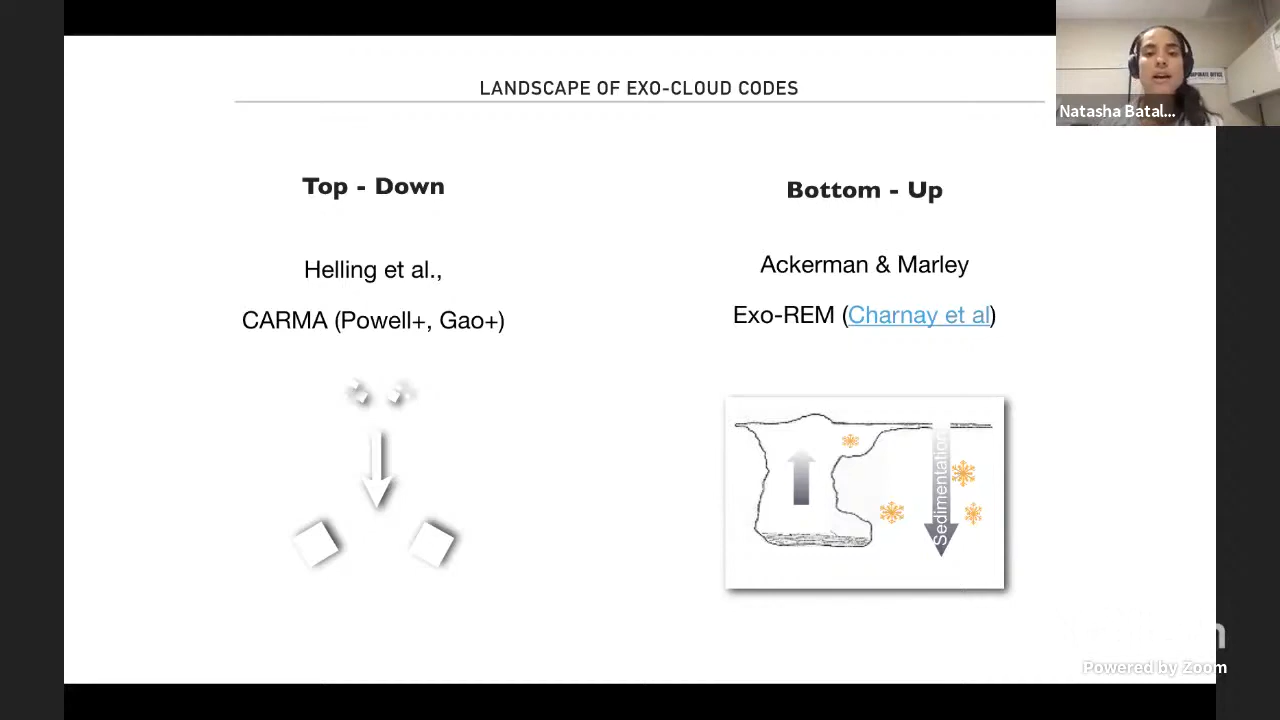 LANDSCAPE OF EXO-CLOUD CODES
Natasha Batal...
Top - Down
Helling et al.,
CARMA (Powell+, Gao+)
Bottom - Up
Ackerman & Marley
Exo-REM (Charnay et al)
Sedimentation
Powered by Zoom